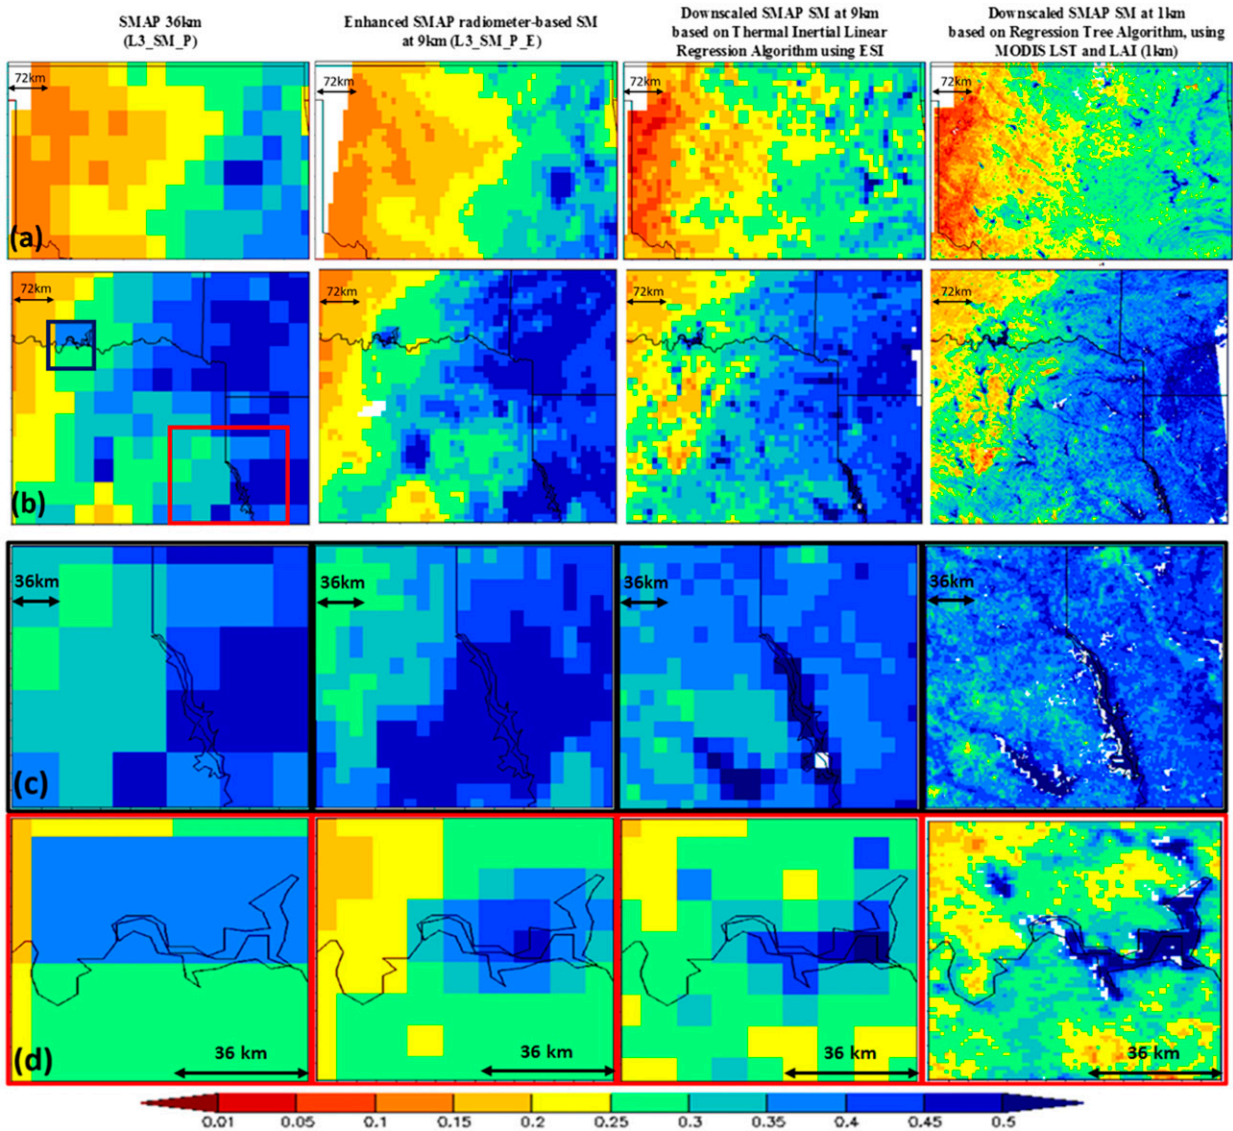 SMAP 36km
(L3_SM_P)
Enhanced SMAP radiometer-based SM
at 9km (L3_SM_P_E)
Downscaled SMAP SM at 9km
based on Thermal Inertial Linear
Regression Algorithm using ESI
Downscaled SMAP SM at 1km
based on Regression Tree Algorithm, using
MODIS LST and LAI (1km)
72km
72km
72km
72km
(a)
72km
72km
72km
72km
(b)
36km
36km
36km
36km
(c)
(d)
36 km
36 km
36 km
36 km
0.01 0.05 0.1 0.15 0.2 0.25 0.3 0.35 0.4 0.45 0.5